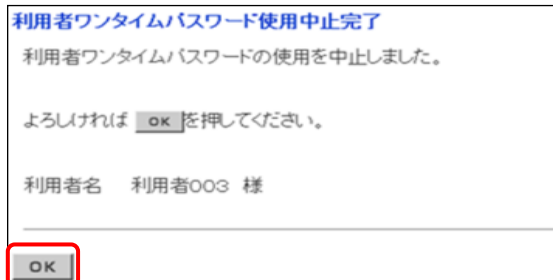 利用者ワンタイムパスワード使用中止完了
利用者ワンタイムパスワードの使用を中止しました。
よろしければ OK を押してください。
利用者名 利用者003 様
OK